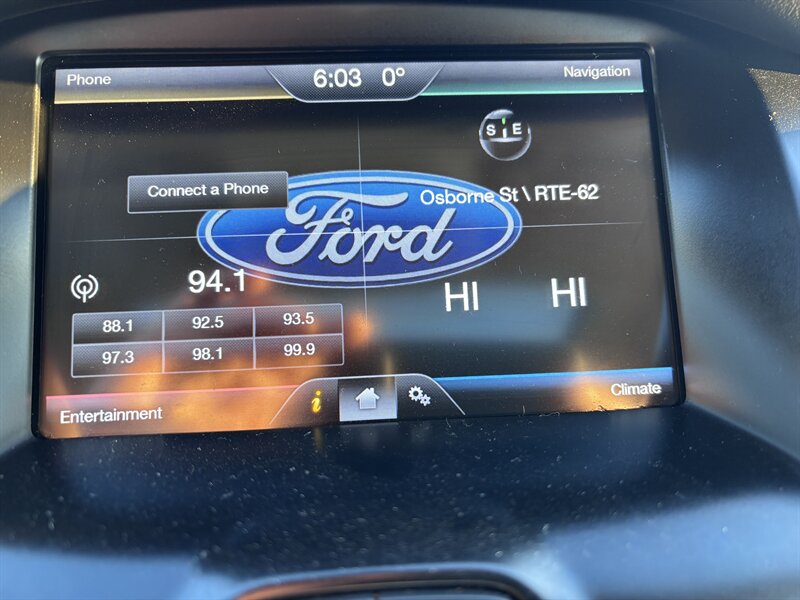 Phone
6:03 0°
Navigation
S E
Connect a Phone
Osborne St \ RTE-62
Ford
94.1
HI HI
88.1 92.5 93.5
97.3 98.1 99.9
Entertainment
i
Climate